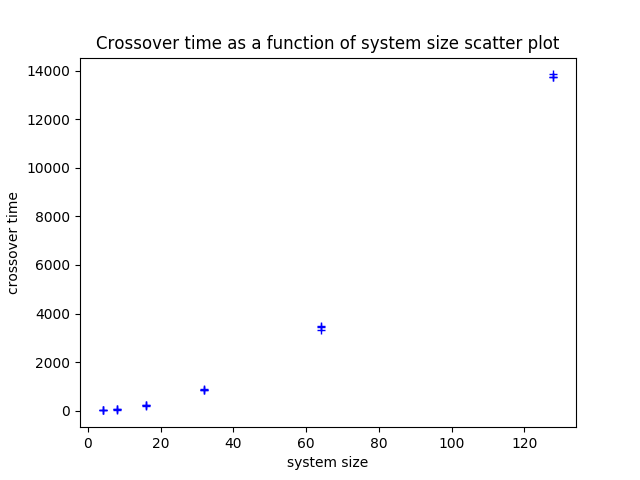 Crossover time as a function of system size scatter plot
14000
12000
10000
8000
6000
4000
2000
0
crossover time
0 20 40 60 80 100 120
system size